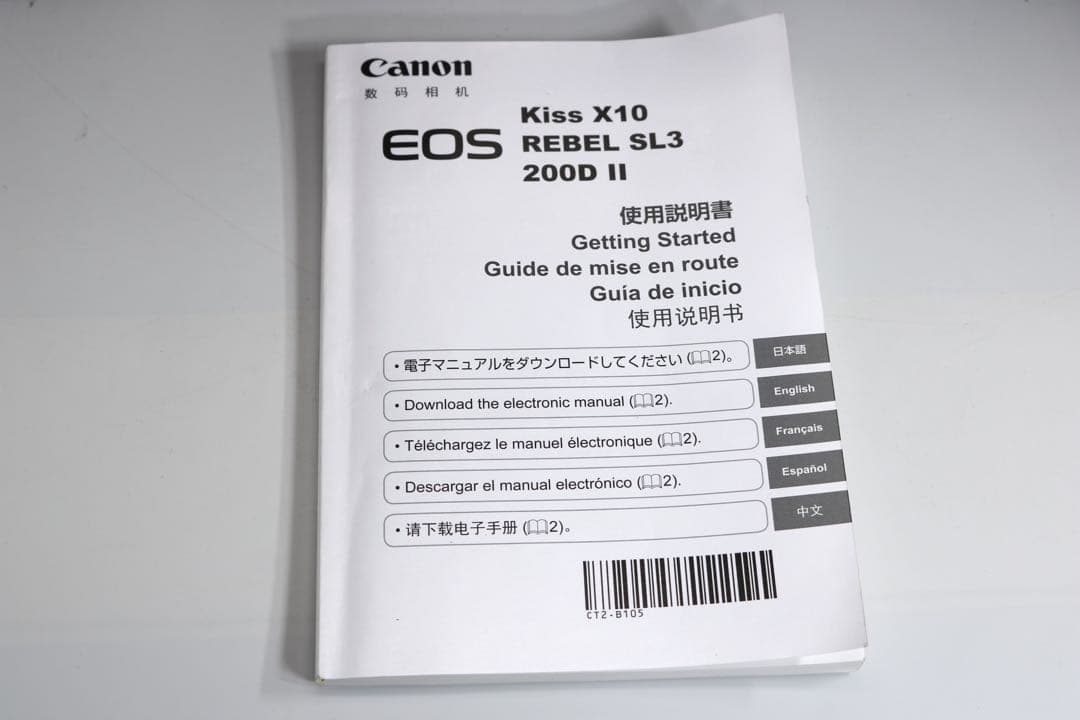 Canon
数码相机
EOS
Kiss X10
REBEL SL3
200D II
使用説明書
Getting Started
Guide de mise en route
Guía de inicio
使用说明书
・電子マニュアルをダウンロードしてください (📖2)。 日本語
• Download the electronic manual (📖2). English
• Téléchargez le manuel électronique (📖2). Français
• Descargar el manual electrónico (📖2). Español
・请下载电子手册 (📖2)。 中文
CT2-B105